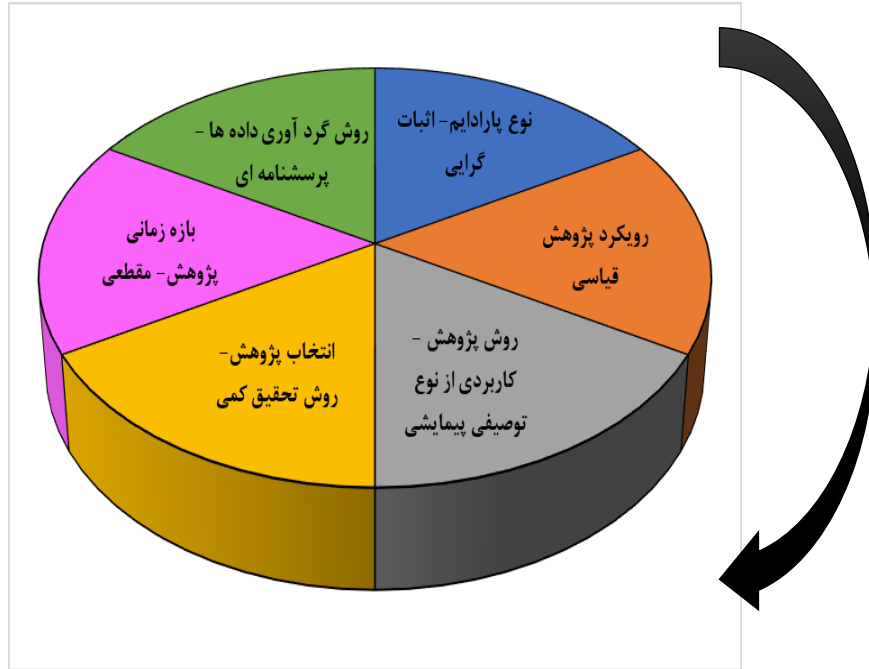 نوع پارادایم- اثبات
گرایی
رویکرد پژوهش
قیاسی
روش پژوهش -
کاربردی از نوع
توصیفی پیمایشی
انتخاب پژوهش-
روش تحقیق کمی
بازه زمانی
پژوهش- مقطعی
روش گرد آوری داده ها -
پرسشنامه ای